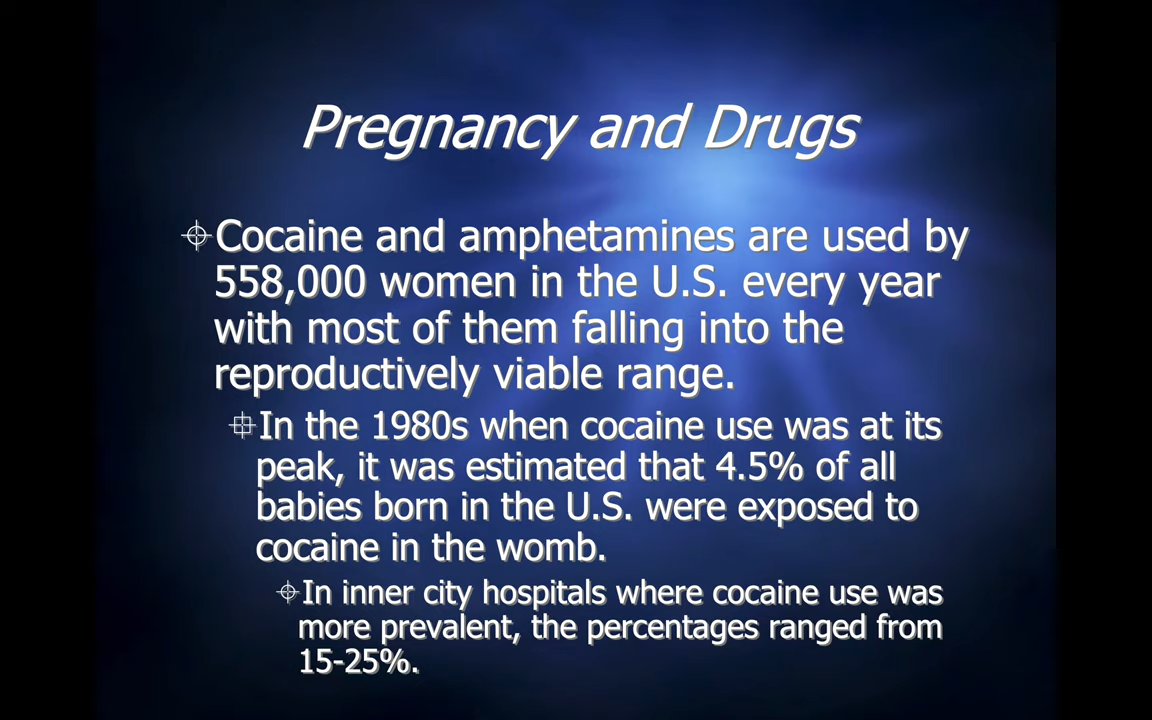 Pregnancy and Drugs
Cocaine and amphetamines are used by
558,000 women in the U.S. every year
with most of them falling into the
reproductively viable range.
In the 1980s when cocaine use was at its
peak, it was estimated that 4.5% of all
babies born in the U.S. were exposed to
cocaine in the womb.
In inner city hospitals where cocaine use was
more prevalent, the percentages ranged from
15-25%.